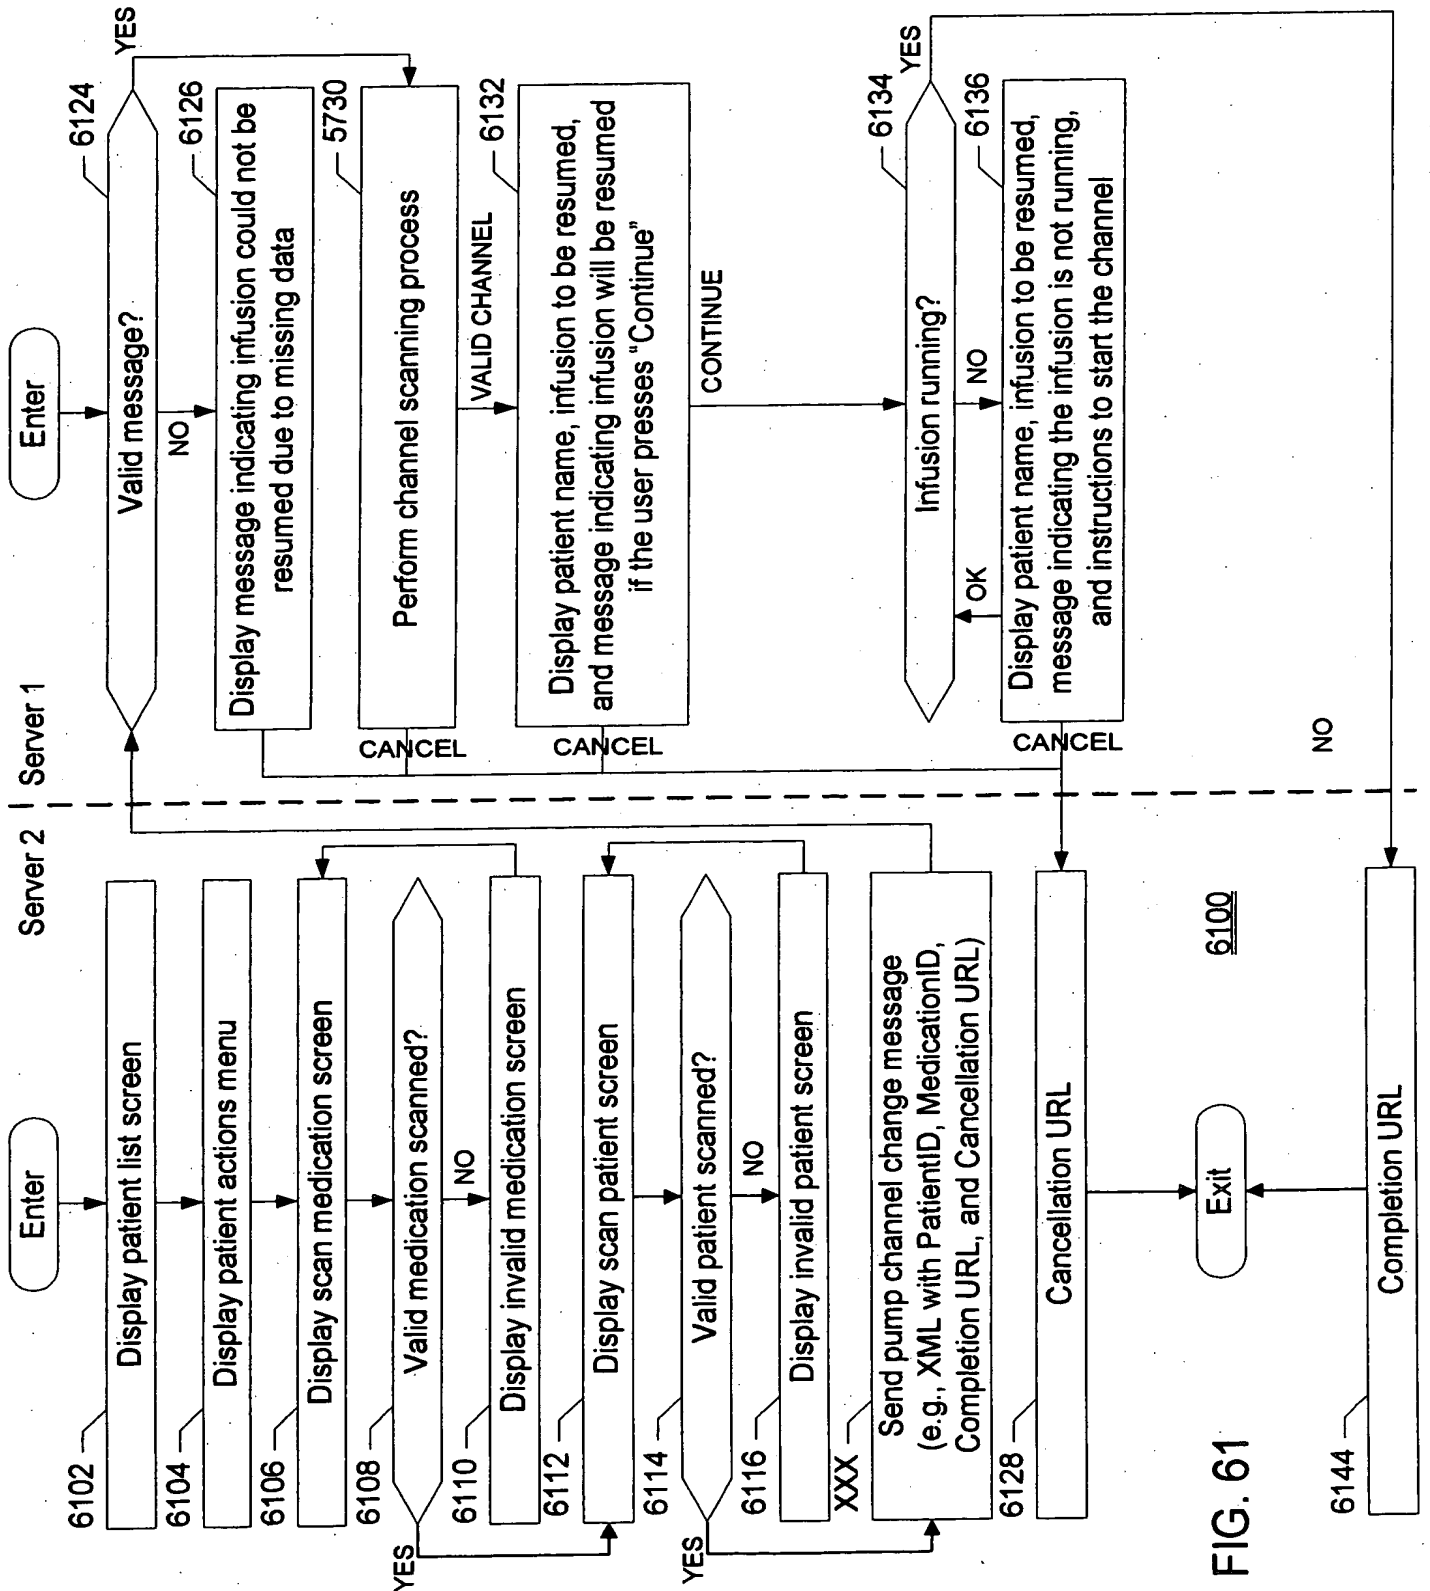 Server 2
Enter
6102
Display patient list screen
6104
Display patient actions menu
6106
Display scan medication screen
6108
Valid medication scanned?
YES
NO
6110
Display invalid medication screen
6112
Display scan patient screen
6114
Valid patient scanned?
YES
NO
6116
Display invalid patient screen
XXX
Send pump channel change message
(e.g., XML with PatientID, MedicationID,
Completion URL, and Cancellation URL)
6128
Cancellation URL
Exit
6100
6144
Completion URL
FIG. 61
Server 1
Enter
6124
Valid message?
YES
NO
6126
Display message indicating infusion could not be
resumed due to missing data
5730
Perform channel scanning process
CANCEL
VALID CHANNEL
6132
Display patient name, infusion to be resumed,
and message indicating infusion will be resumed
if the user presses "Continue"
CANCEL
CONTINUE
6134
Infusion running?
YES
OK
NO
6136
Display patient name, infusion to be resumed,
message indicating the infusion is not running,
and instructions to start the channel
CANCEL
NO